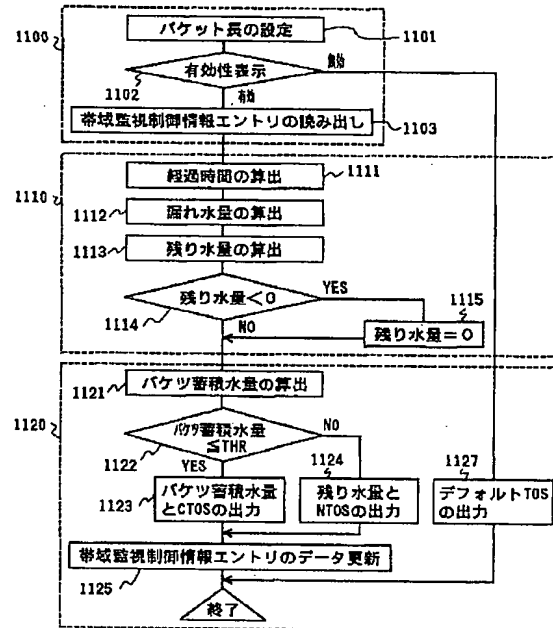 1100
パケット長の設定
1101
有効性表示
無効
1102
有効
帯域監視制御情報エントリの読み出し
1103
1110
経過時間の算出
1111
1112
漏れ水量の算出
1113
残り水量の算出
残り水量<0
YES
1114
NO
1115
残り水量=0
1120
1121
バケツ蓄積水量の算出
バケツ蓄積水量
≦THR
NO
1122
YES
1124
1127
1123
バケツ蓄積水量
とCTOSの出力
残り水量と
NTOSの出力
デフォルトTOS
の出力
帯域監視制御情報エントリのデータ更新
1125
終了